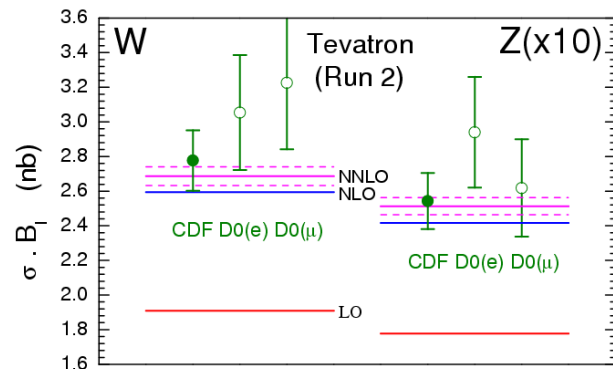 3.6
3.4
3.2
3.0
2.8
2.6
2.4
2.2
2.0
1.8
1.6
σ . B_l (nb)
W
Tevatron
(Run 2)
Z(x10)
NNLO
NLO
CDF D0(e) D0(μ)
CDF D0(e) D0(μ)
LO